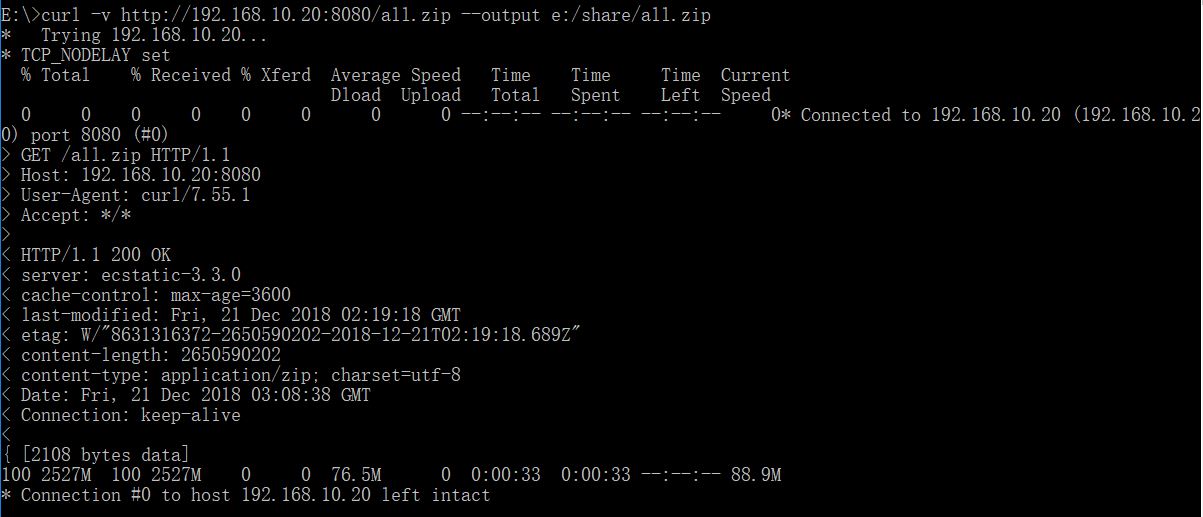 E:\>curl -v http://192.168.10.20:8080/all.zip --output e:/share/all.zip
*   Trying 192.168.10.20...
* TCP_NODELAY set
  % Total    % Received % Xferd  Average Speed   Time    Time     Time  Current
                                 Dload  Upload   Total   Spent    Left  Speed
  0     0    0     0    0     0      0      0 --:--:-- --:--:-- --:--:--     0* Connected to 192.168.10.20 (192.168.10.2
0) port 8080 (#0)
> GET /all.zip HTTP/1.1
> Host: 192.168.10.20:8080
> User-Agent: curl/7.55.1
> Accept: */*
>
< HTTP/1.1 200 OK
< server: ecstatic-3.3.0
< cache-control: max-age=3600
< last-modified: Fri, 21 Dec 2018 02:19:18 GMT
< etag: W/"8631316372-2650590202-2018-12-21T02:19:18.689Z"
< content-length: 2650590202
< content-type: application/zip; charset=utf-8
< Date: Fri, 21 Dec 2018 03:08:38 GMT
< Connection: keep-alive
<
{ [2108 bytes data]
100 2527M  100 2527M    0     0  76.5M      0  0:00:33  0:00:33 --:--:-- 88.9M
* Connection #0 to host 192.168.10.20 left intact